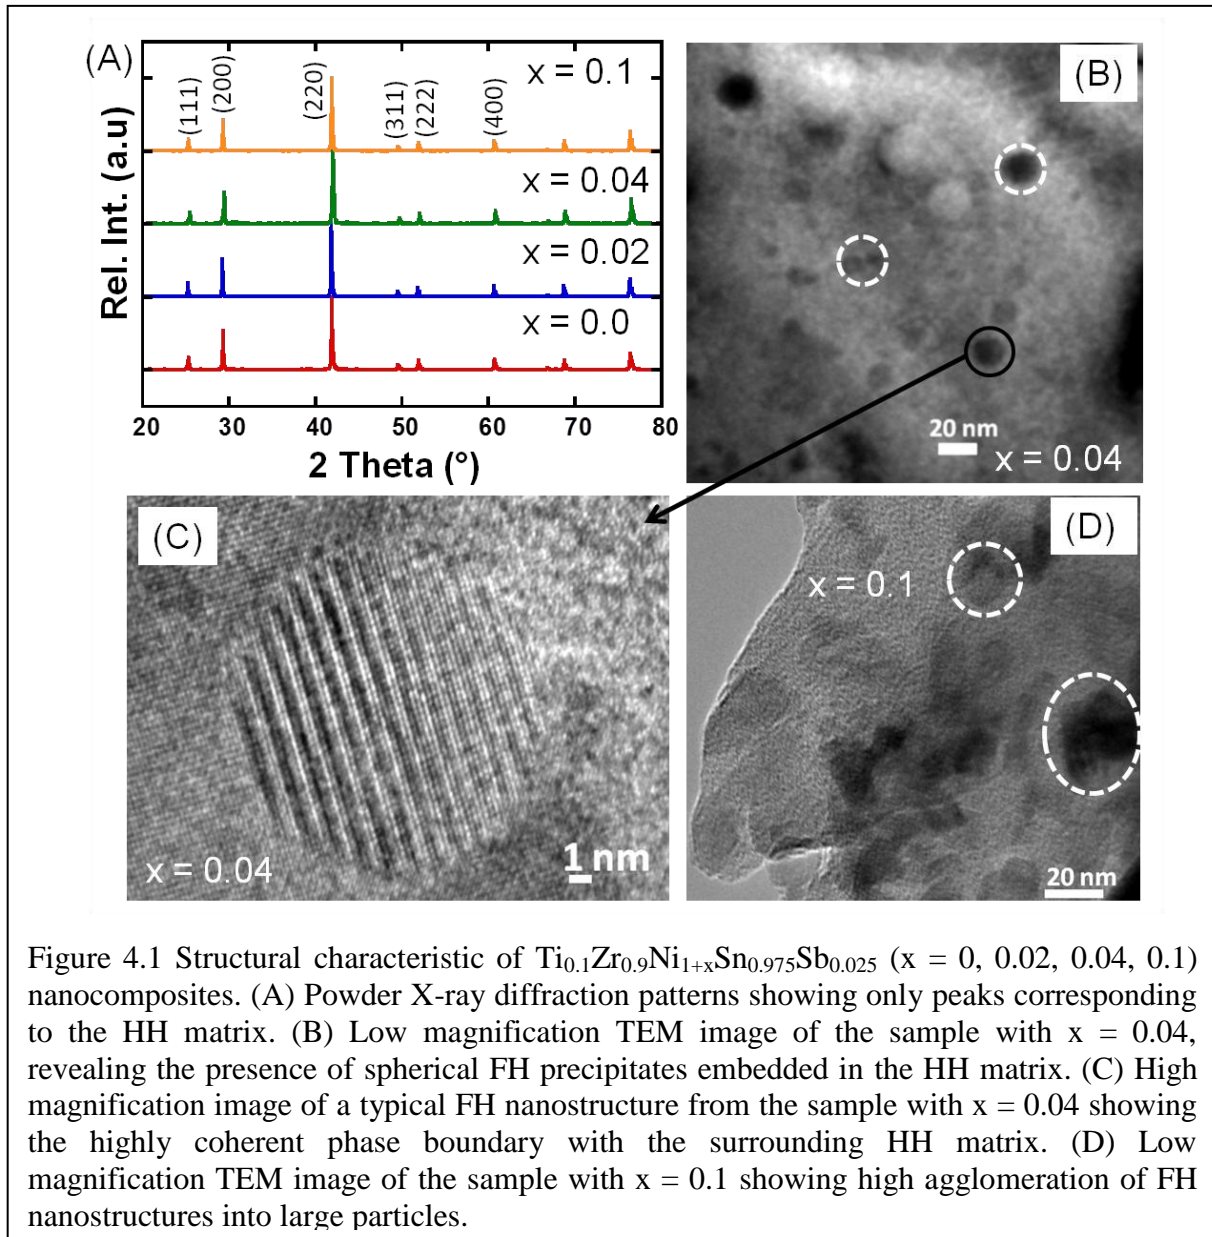 (A)
Rel. Int. (a.u)
(111)
(200)
(220)
(311)
(222)
(400)
x = 0.1
x = 0.04
x = 0.02
x = 0.0
20 30 40 50 60 70 80
2 Theta (°)
(B)
20 nm
x = 0.04
(C)
x = 0.04
1 nm
(D)
x = 0.1
20 nm
Figure 4.1 Structural characteristic of Ti₀.₁Zr₀.₉Ni₁₊ₓSn₀.₉₇₅Sb₀.₀₂₅ (x = 0, 0.02, 0.04, 0.1)
nanocomposites. (A) Powder X-ray diffraction patterns showing only peaks corresponding
to the HH matrix. (B) Low magnification TEM image of the sample with x = 0.04,
revealing the presence of spherical FH precipitates embedded in the HH matrix. (C) High
magnification image of a typical FH nanostructure from the sample with x = 0.04 showing
the highly coherent phase boundary with the surrounding HH matrix. (D) Low
magnification TEM image of the sample with x = 0.1 showing high agglomeration of FH
nanostructures into large particles.